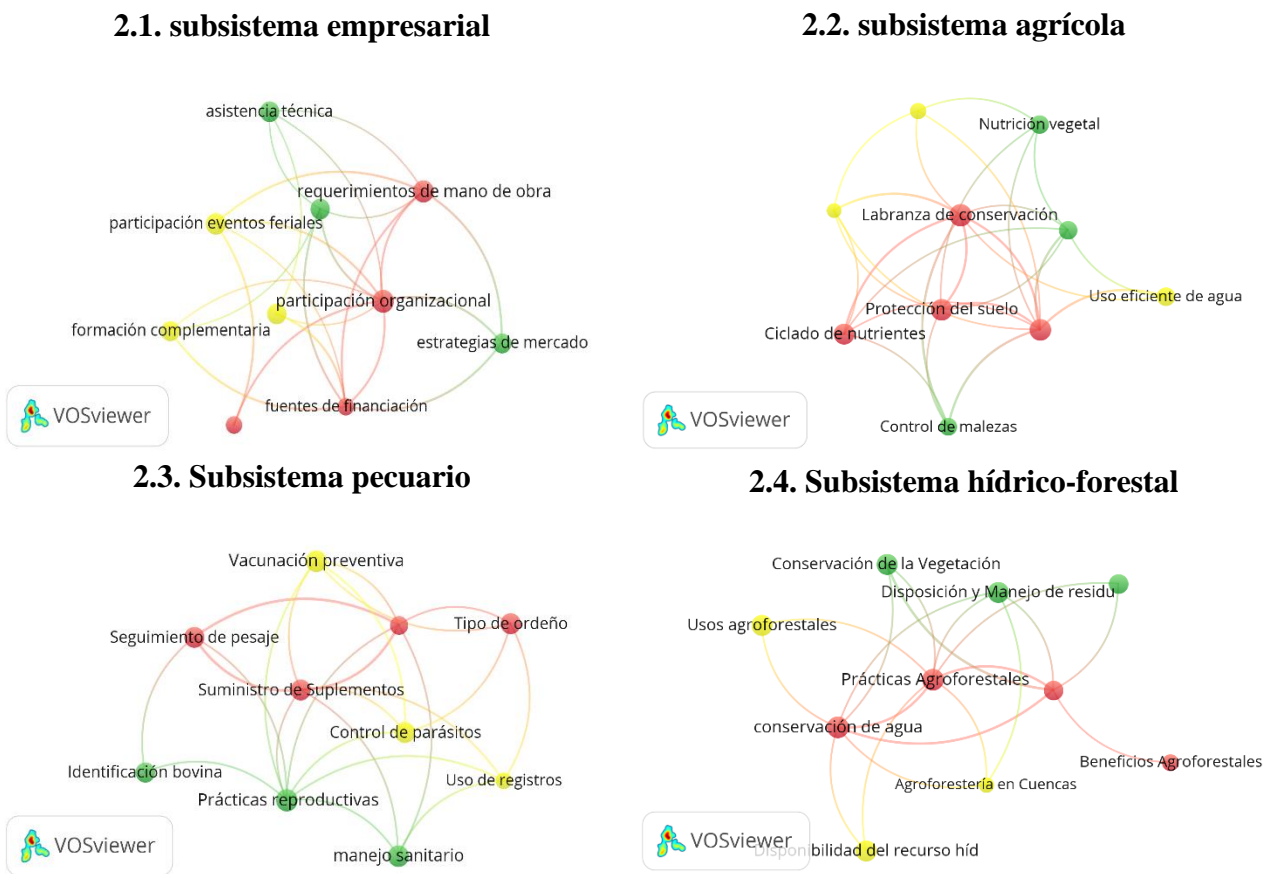 2.1. subsistema empresarial
asistencia técnica
requerimientos de mano de obra
participación eventos feriales
participación organizacional
formación complementaria
estrategias de mercado
fuentes de financiación
VOSviewer
2.2. subsistema agrícola
Nutrición vegetal
Labranza de conservación
Uso eficiente de agua
Protección del suelo
Ciclado de nutrientes
Control de malezas
VOSviewer
2.3. Subsistema pecuario
Vacunación preventiva
Tipo de ordeño
Seguimiento de pesaje
Suministro de Suplementos
Control de parásitos
Identificación bovina
Uso de registros
Prácticas reproductivas
manejo sanitario
VOSviewer
2.4. Subsistema hídrico-forestal
Conservación de la Vegetación
Disposición y Manejo de residu
Usos agroforestales
Prácticas Agroforestales
conservación de agua
Beneficios Agroforestales
Agroforestería en Cuencas
VOSviewer
Disponibilidad del recurso híd